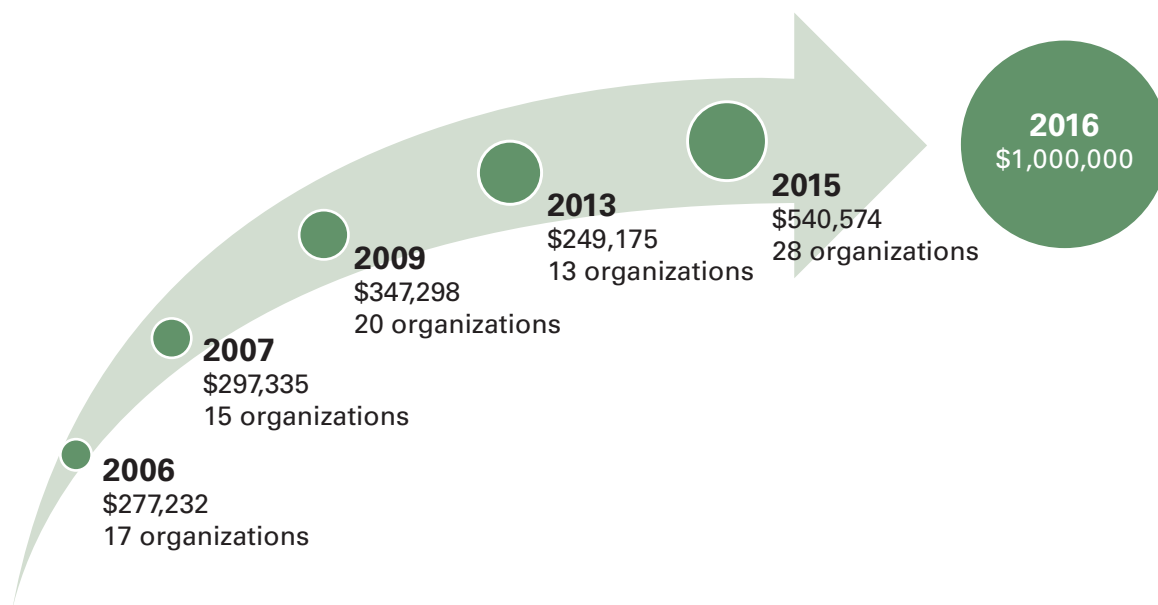 2006
$277,232
17 organizations
2007
$297,335
15 organizations
2009
$347,298
20 organizations
2013
$249,175
13 organizations
2015
$540,574
28 organizations
2016
$1,000,000